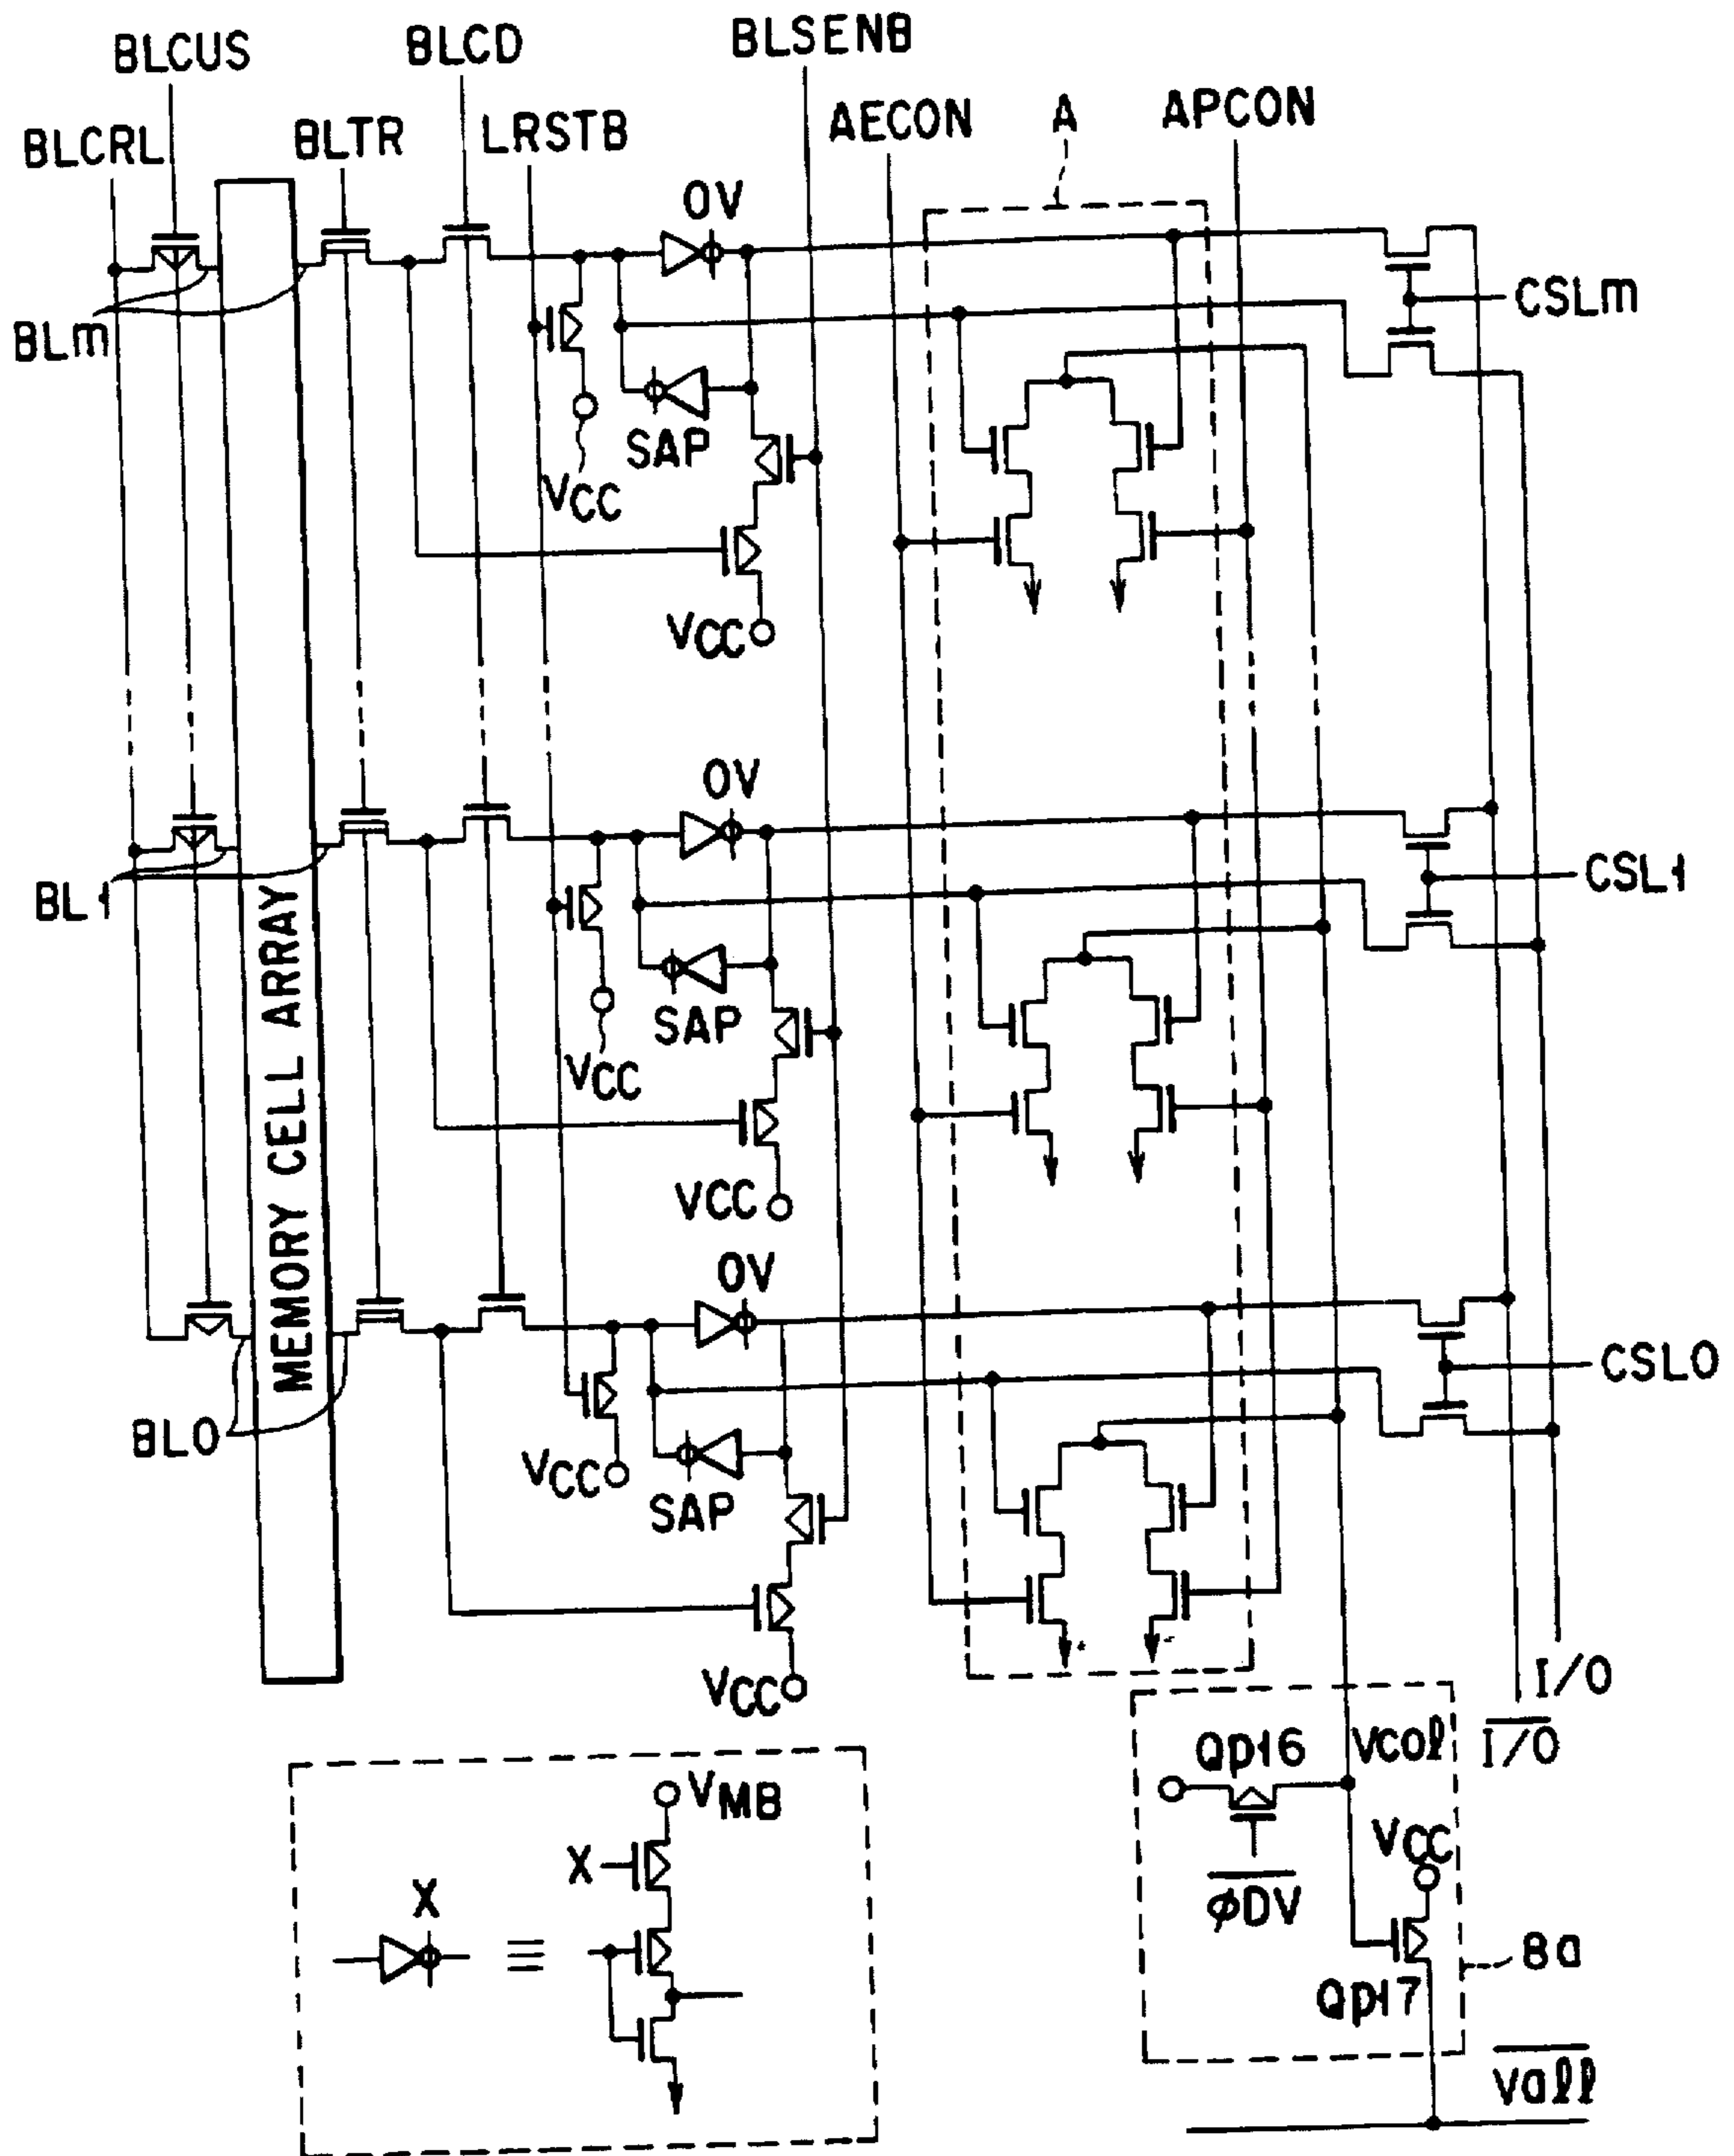 BLCUS
BLCD
BLSENB
BLCRL
BLTR
LRSTB
AECON
A
APCON
0V
BLm
CSLm
SAP
VCC
VCC
0V
BL1
CSL1
SAP
VCC
VCC
MEMORY CELL ARRAY
0V
BL0
CSL0
VCC
SAP
VCC
I/O
I/O
Qp16
Vcol
VCC
φDV
8a
Qp17
Vall
VMB
X
X
≡